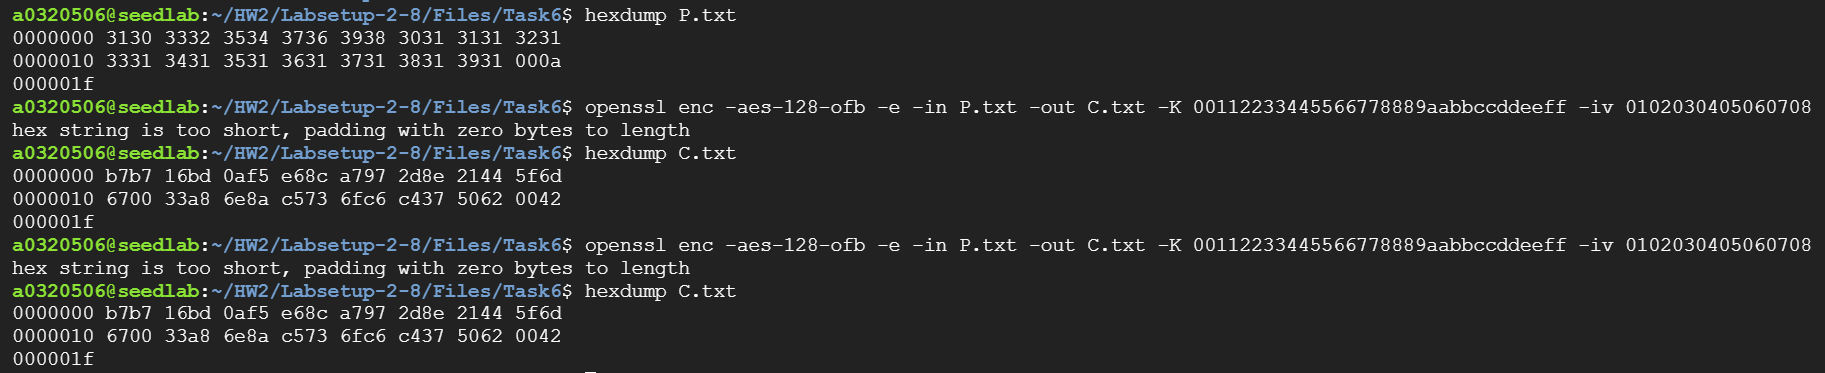 a0320506@seedlab:~/HW2/Labsetup-2-8/Files/Task6$ hexdump P.txt
0000000 3130 3332 3534 3736 3938 3031 3131 3231
0000010 3331 3431 3531 3631 3731 3831 3931 000a
000001f
a0320506@seedlab:~/HW2/Labsetup-2-8/Files/Task6$ openssl enc -aes-128-ofb -e -in P.txt -out C.txt -K 00112233445566778889aabbccddeeff -iv 0102030405060708
hex string is too short, padding with zero bytes to length
a0320506@seedlab:~/HW2/Labsetup-2-8/Files/Task6$ hexdump C.txt
0000000 b7b7 16bd 0af5 e68c a797 2d8e 2144 5f6d
0000010 6700 33a8 6e8a c573 6fc6 c437 5062 0042
000001f
a0320506@seedlab:~/HW2/Labsetup-2-8/Files/Task6$ openssl enc -aes-128-ofb -e -in P.txt -out C.txt -K 00112233445566778889aabbccddeeff -iv 0102030405060708
hex string is too short, padding with zero bytes to length
a0320506@seedlab:~/HW2/Labsetup-2-8/Files/Task6$ hexdump C.txt
0000000 b7b7 16bd 0af5 e68c a797 2d8e 2144 5f6d
0000010 6700 33a8 6e8a c573 6fc6 c437 5062 0042
000001f